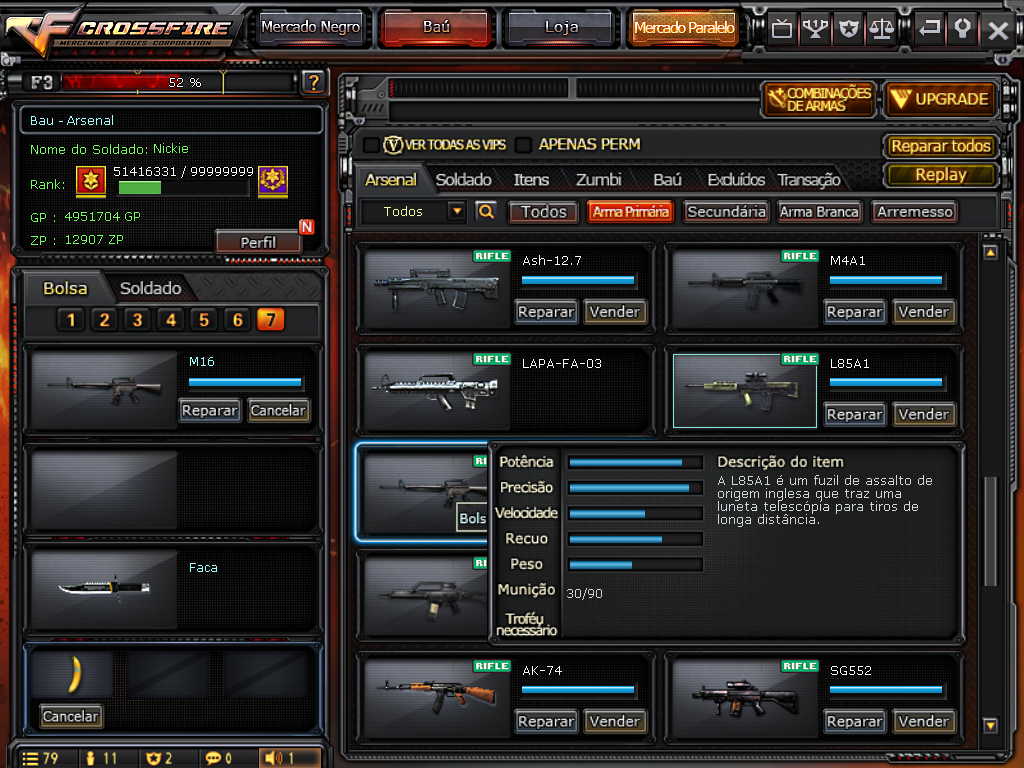 CROSSFIRE
MERCENARY FORCES CORPORATION
Mercado Negro
Baú
Loja
Mercado Paralelo
F3
52 %
?
Bau - Arsenal
Nome do Soldado: Nickie
Rank:
51416331 / 99999999
GP : 4951704 GP
ZP : 12907 ZP
N
Perfil
Bolsa
Soldado
1 2 3 4 5 6 7
M16
Reparar
Cancelar
Faca
Cancelar
79
11
2
0
1
COMBINAÇÕES
DE ARMAS
UPGRADE
V VER TODAS AS VIPS
APENAS PERM
Reparar todos
Replay
Arsenal
Soldado
Itens
Zumbi
Baú
Excluídos
Transação
Todos
Todos
Arma Primária
Secundária
Arma Branca
Arremesso
RIFLE
Ash-12.7
Reparar
Vender
RIFLE
M4A1
Reparar
Vender
RIFLE
LAPA-FA-03
RIFLE
L85A1
Reparar
Vender
RI
Bols
RI
Potência
Precisão
Velocidade
Recuo
Peso
Munição
30/90
Troféu
necessário
Descrição do item
A L85A1 é um fuzil de assalto de
origem inglesa que traz uma
luneta telescópia para tiros de
longa distância.
RIFLE
AK-74
Reparar
Vender
RIFLE
SG552
Reparar
Vender